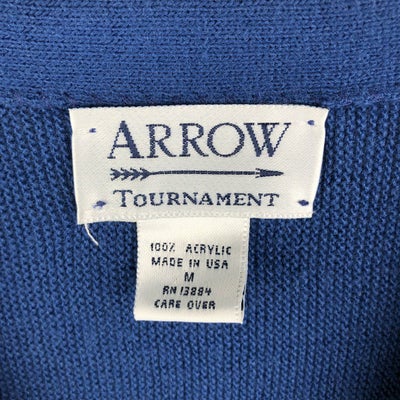 ARROW
TOURNAMENT
100% ACRYLIC
MADE IN USA
M
RN 13884
CARE OVER